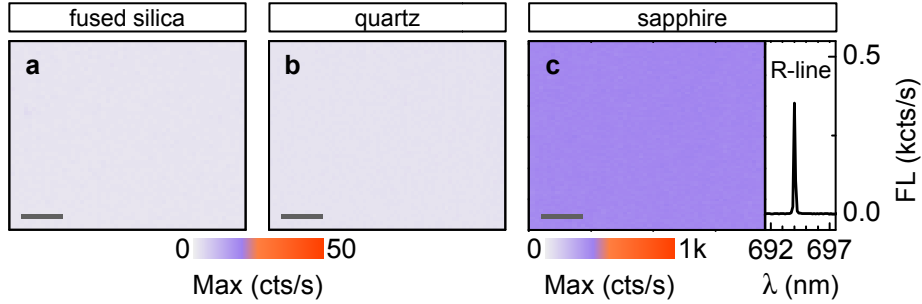 fused silica
quartz
sapphire
a
b
c
R-line
0.5
0.0
FL (kcts/s)
0
50
Max (cts/s)
0
1k
Max (cts/s)
692
697
λ (nm)